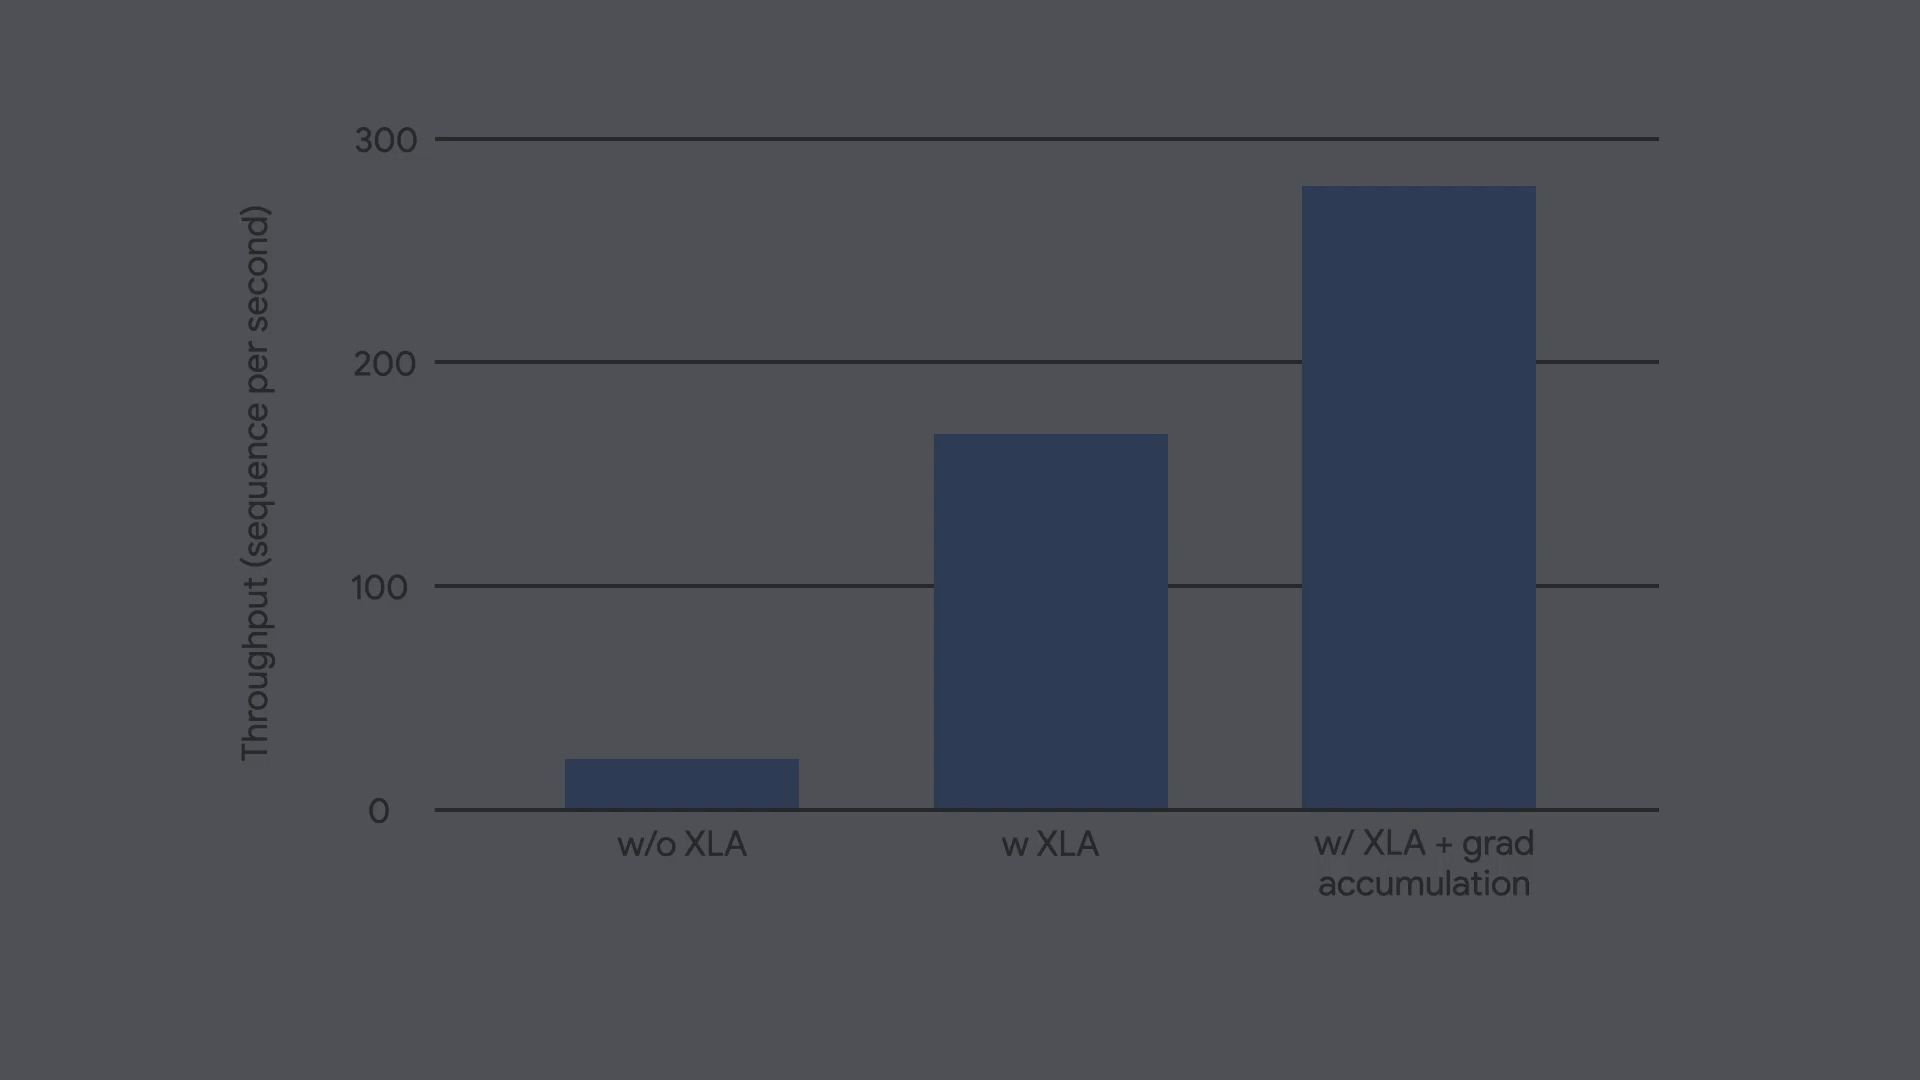 300
200
100
0
Throughput (sequence per second)
w/o XLA
w XLA
w/ XLA + grad
accumulation